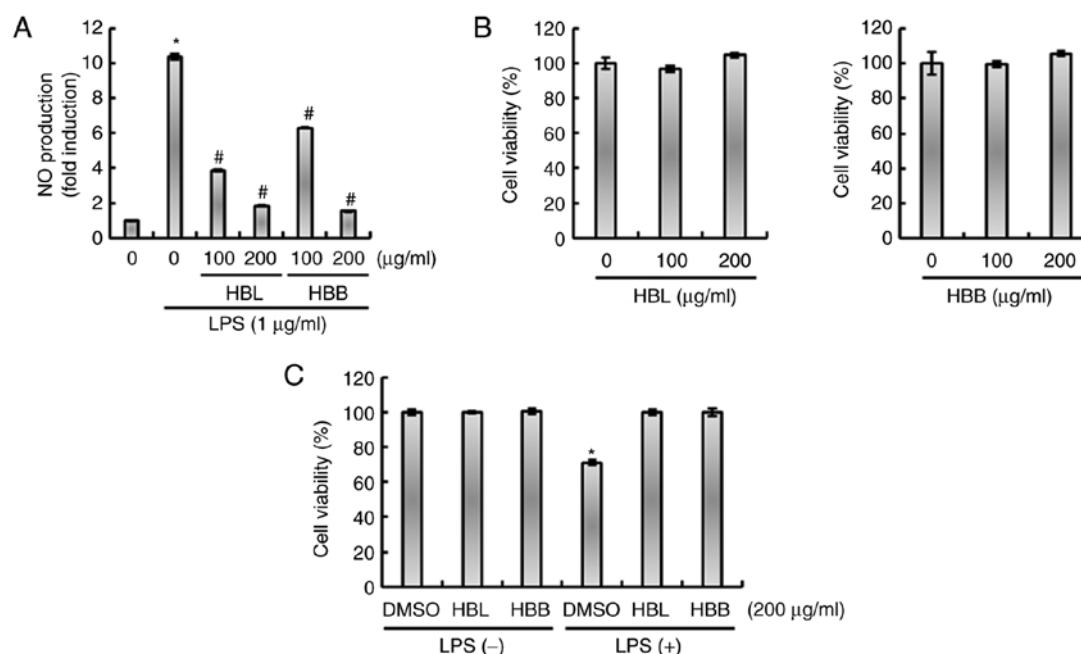 A
NO production
(fold induction)
12
10
8
6
4
2
0
*
#
#
#
#
0 0 100 200 100 200 (µg/ml)
HBL HBB
LPS (1 µg/ml)
B
Cell viability (%)
120
100
80
60
40
20
0
0 100 200
HBL (µg/ml)
Cell viability (%)
120
100
80
60
40
20
0
0 100 200
HBB (µg/ml)
C
Cell viability (%)
120
100
80
60
40
20
0
*
DMSO HBL HBB DMSO HBL HBB (200 µg/ml)
LPS (–) LPS (+)